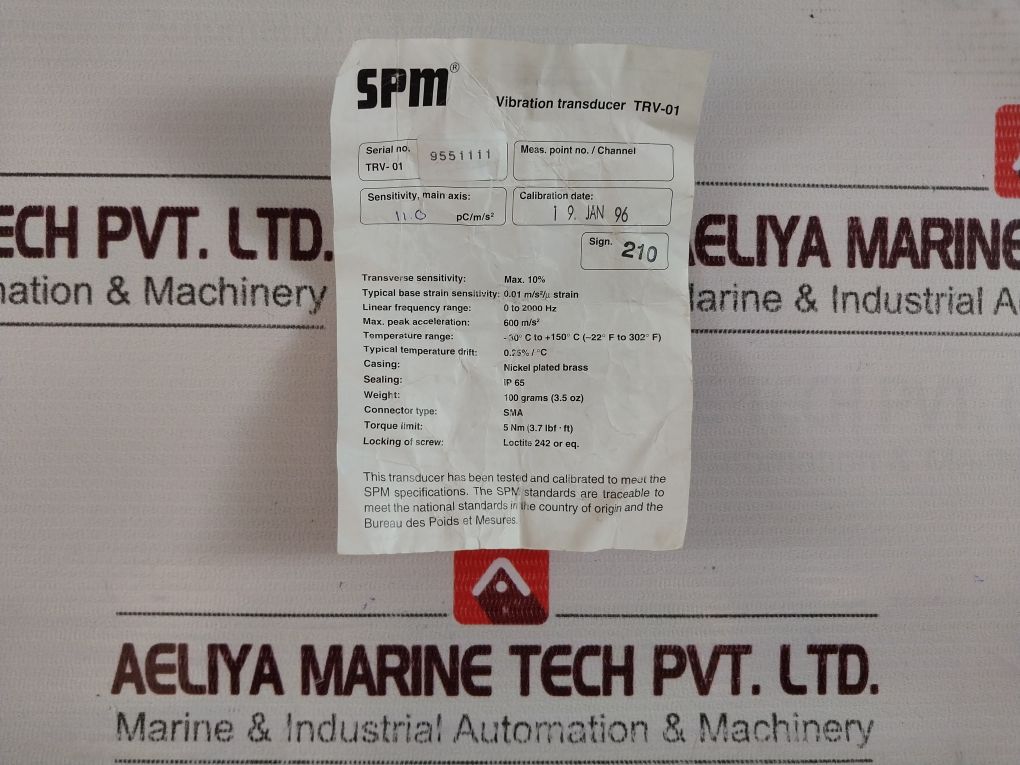 SPM®
Vibration transducer TRV-01
Serial no.
TRV- 01
9551111
Meas. point no. / Channel
Sensitivity, main axis:
11.0 pC/m/s²
Calibration date:
19. JAN 96
Sign. 210
Transverse sensitivity: Max. 10%
Typical base strain sensitivity: 0.01 m/s²/μ strain
Linear frequency range: 0 to 2000 Hz
Max. peak acceleration: 600 m/s²
Temperature range: -30° C to +150° C (–22° F to 302° F)
Typical temperature drift: 0.25% / °C
Casing: Nickel plated brass
Sealing: IP 65
Weight: 100 grams (3.5 oz)
Connector type: SMA
Torque limit: 5 Nm (3.7 lbf · ft)
Locking of screw: Loctite 242 or eq.
This transducer has been tested and calibrated to meet the
SPM specifications. The SPM standards are traceable to
meet the national standards in the country of origin and the
Bureau des Poids et Mesures.
ECH PVT. LTD.
nation & Machinery
AELIYA MARINE
Marine & Industrial A
AELIYA MARINE TECH PVT. LTD.
Marine & Industrial Automation & Machinery